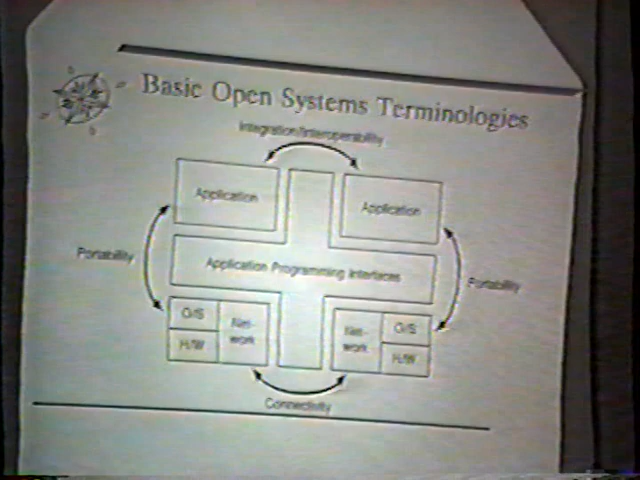 Basic Open Systems Terminologies
Integration/Interoperability
Application
Application
Portability
Application Programming Interfaces
Portability
O/S
Net-
work
H/W
Net-
work
O/S
H/W
Connectivity